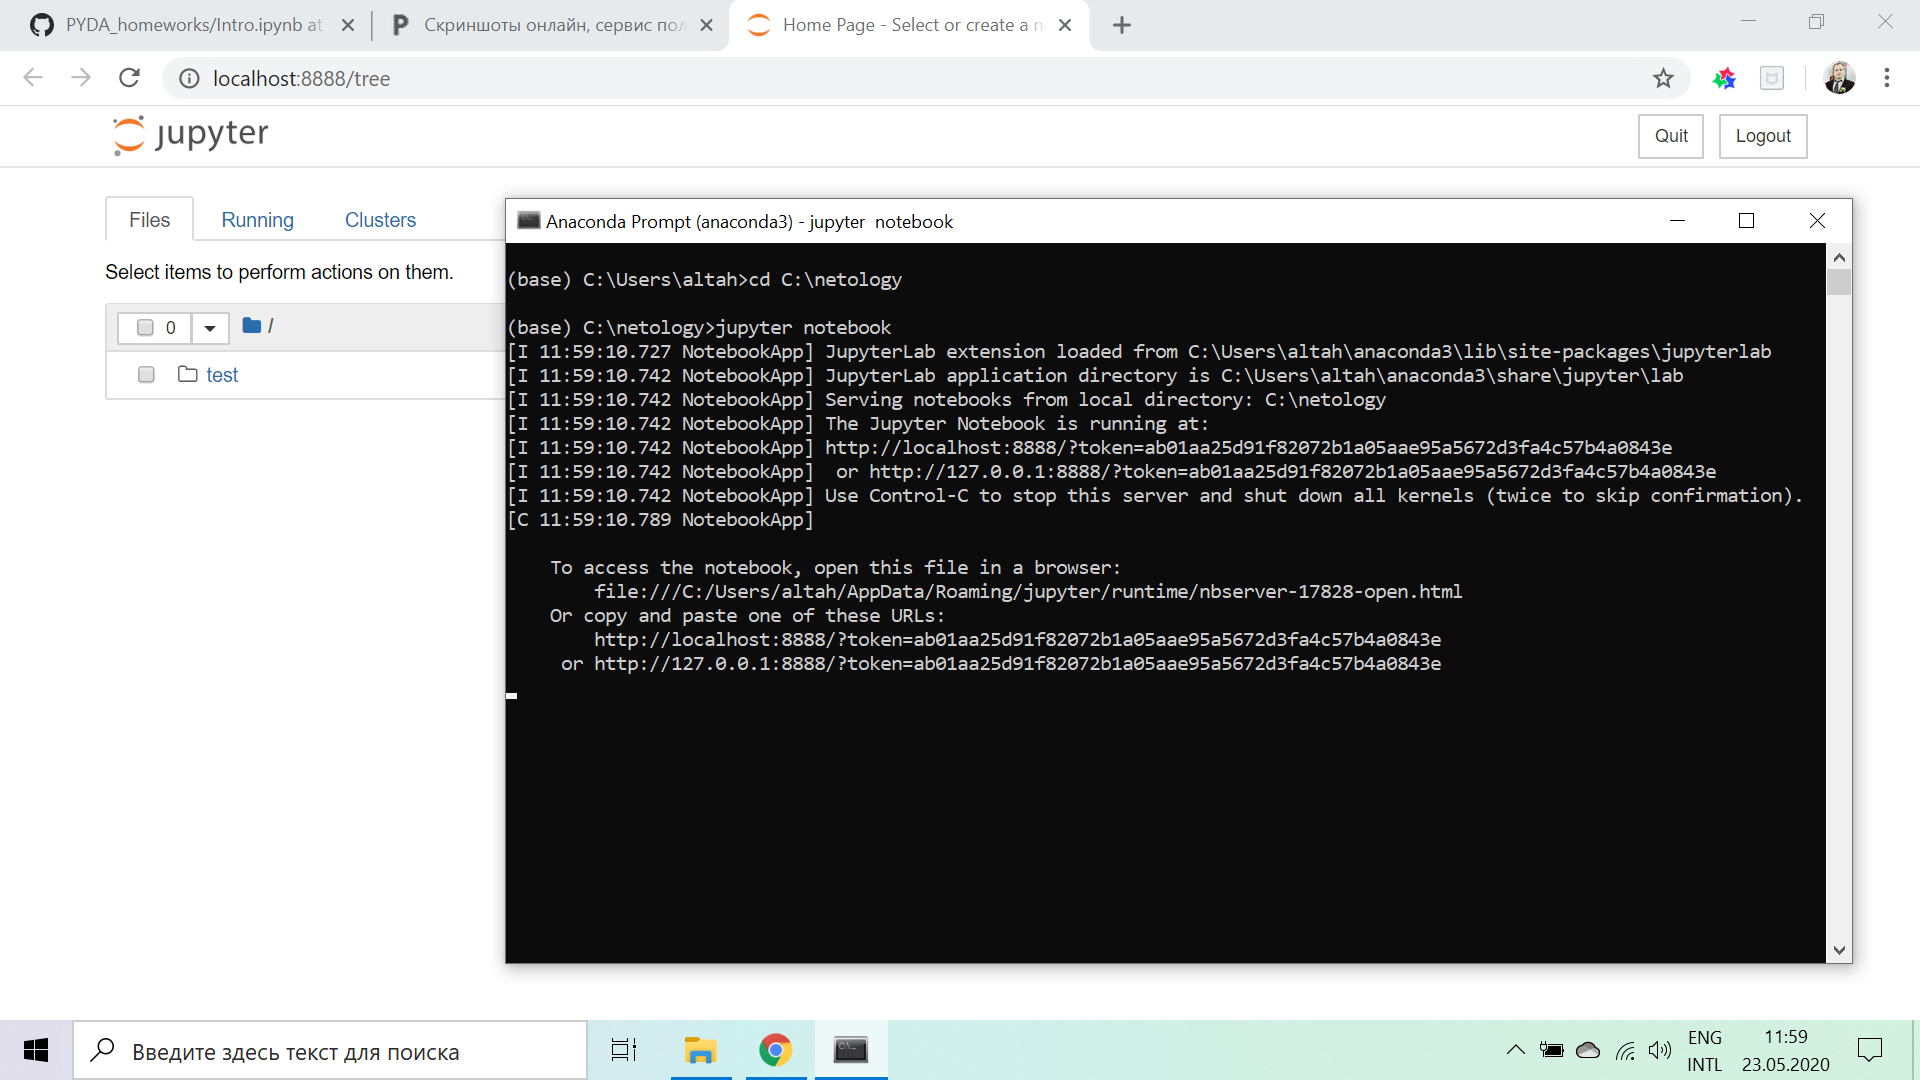 PYDA_homeworks/Intro.ipynb at
Скриншоты онлайн, сервис пол
Home Page - Select or create a n
localhost:8888/tree
jupyter
Quit
Logout
Files
Running
Clusters
Select items to perform actions on them.
0
/
test
Anaconda Prompt (anaconda3) - jupyter  notebook
(base) C:\Users\altah>cd C:\netology
(base) C:\netology>jupyter notebook
[I 11:59:10.727 NotebookApp] JupyterLab extension loaded from C:\Users\altah\anaconda3\lib\site-packages\jupyterlab
[I 11:59:10.742 NotebookApp] JupyterLab application directory is C:\Users\altah\anaconda3\share\jupyter\lab
[I 11:59:10.742 NotebookApp] Serving notebooks from local directory: C:\netology
[I 11:59:10.742 NotebookApp] The Jupyter Notebook is running at:
[I 11:59:10.742 NotebookApp] http://localhost:8888/?token=ab01aa25d91f82072b1a05aae95a5672d3fa4c57b4a0843e
[I 11:59:10.742 NotebookApp]  or http://127.0.0.1:8888/?token=ab01aa25d91f82072b1a05aae95a5672d3fa4c57b4a0843e
[I 11:59:10.742 NotebookApp] Use Control-C to stop this server and shut down all kernels (twice to skip confirmation).
[C 11:59:10.789 NotebookApp]
To access the notebook, open this file in a browser:
file:///C:/Users/altah/AppData/Roaming/jupyter/runtime/nbserver-17828-open.html
Or copy and paste one of these URLs:
http://localhost:8888/?token=ab01aa25d91f82072b1a05aae95a5672d3fa4c57b4a0843e
or http://127.0.0.1:8888/?token=ab01aa25d91f82072b1a05aae95a5672d3fa4c57b4a0843e
Введите здесь текст для поиска
ENG
INTL
11:59
23.05.2020